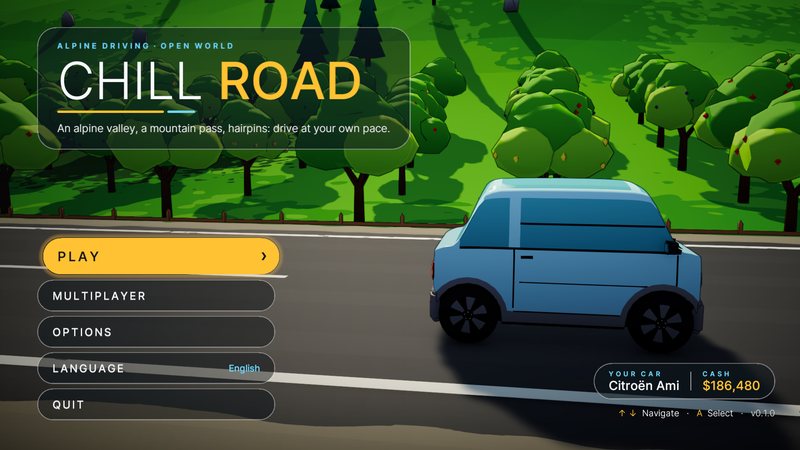 ALPINE DRIVING · OPEN WORLD
CHILL ROAD
An alpine valley, a mountain pass, hairpins: drive at your own pace.
PLAY ›
MULTIPLAYER
OPTIONS
LANGUAGE English
QUIT
YOUR CAR CASH
Citroën Ami $186,480
↑ ↓ Navigate · A Select · v0.1.0